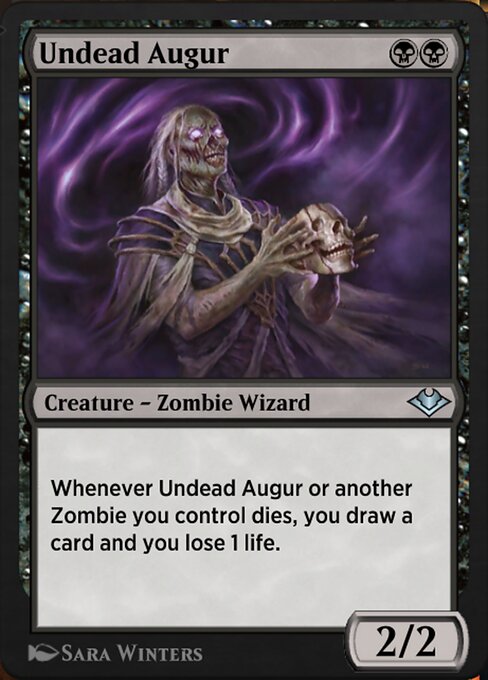 Undead Augur
Creature – Zombie Wizard
Whenever Undead Augur or another
Zombie you control dies, you draw a
card and you lose 1 life.
2/2
Sara Winters